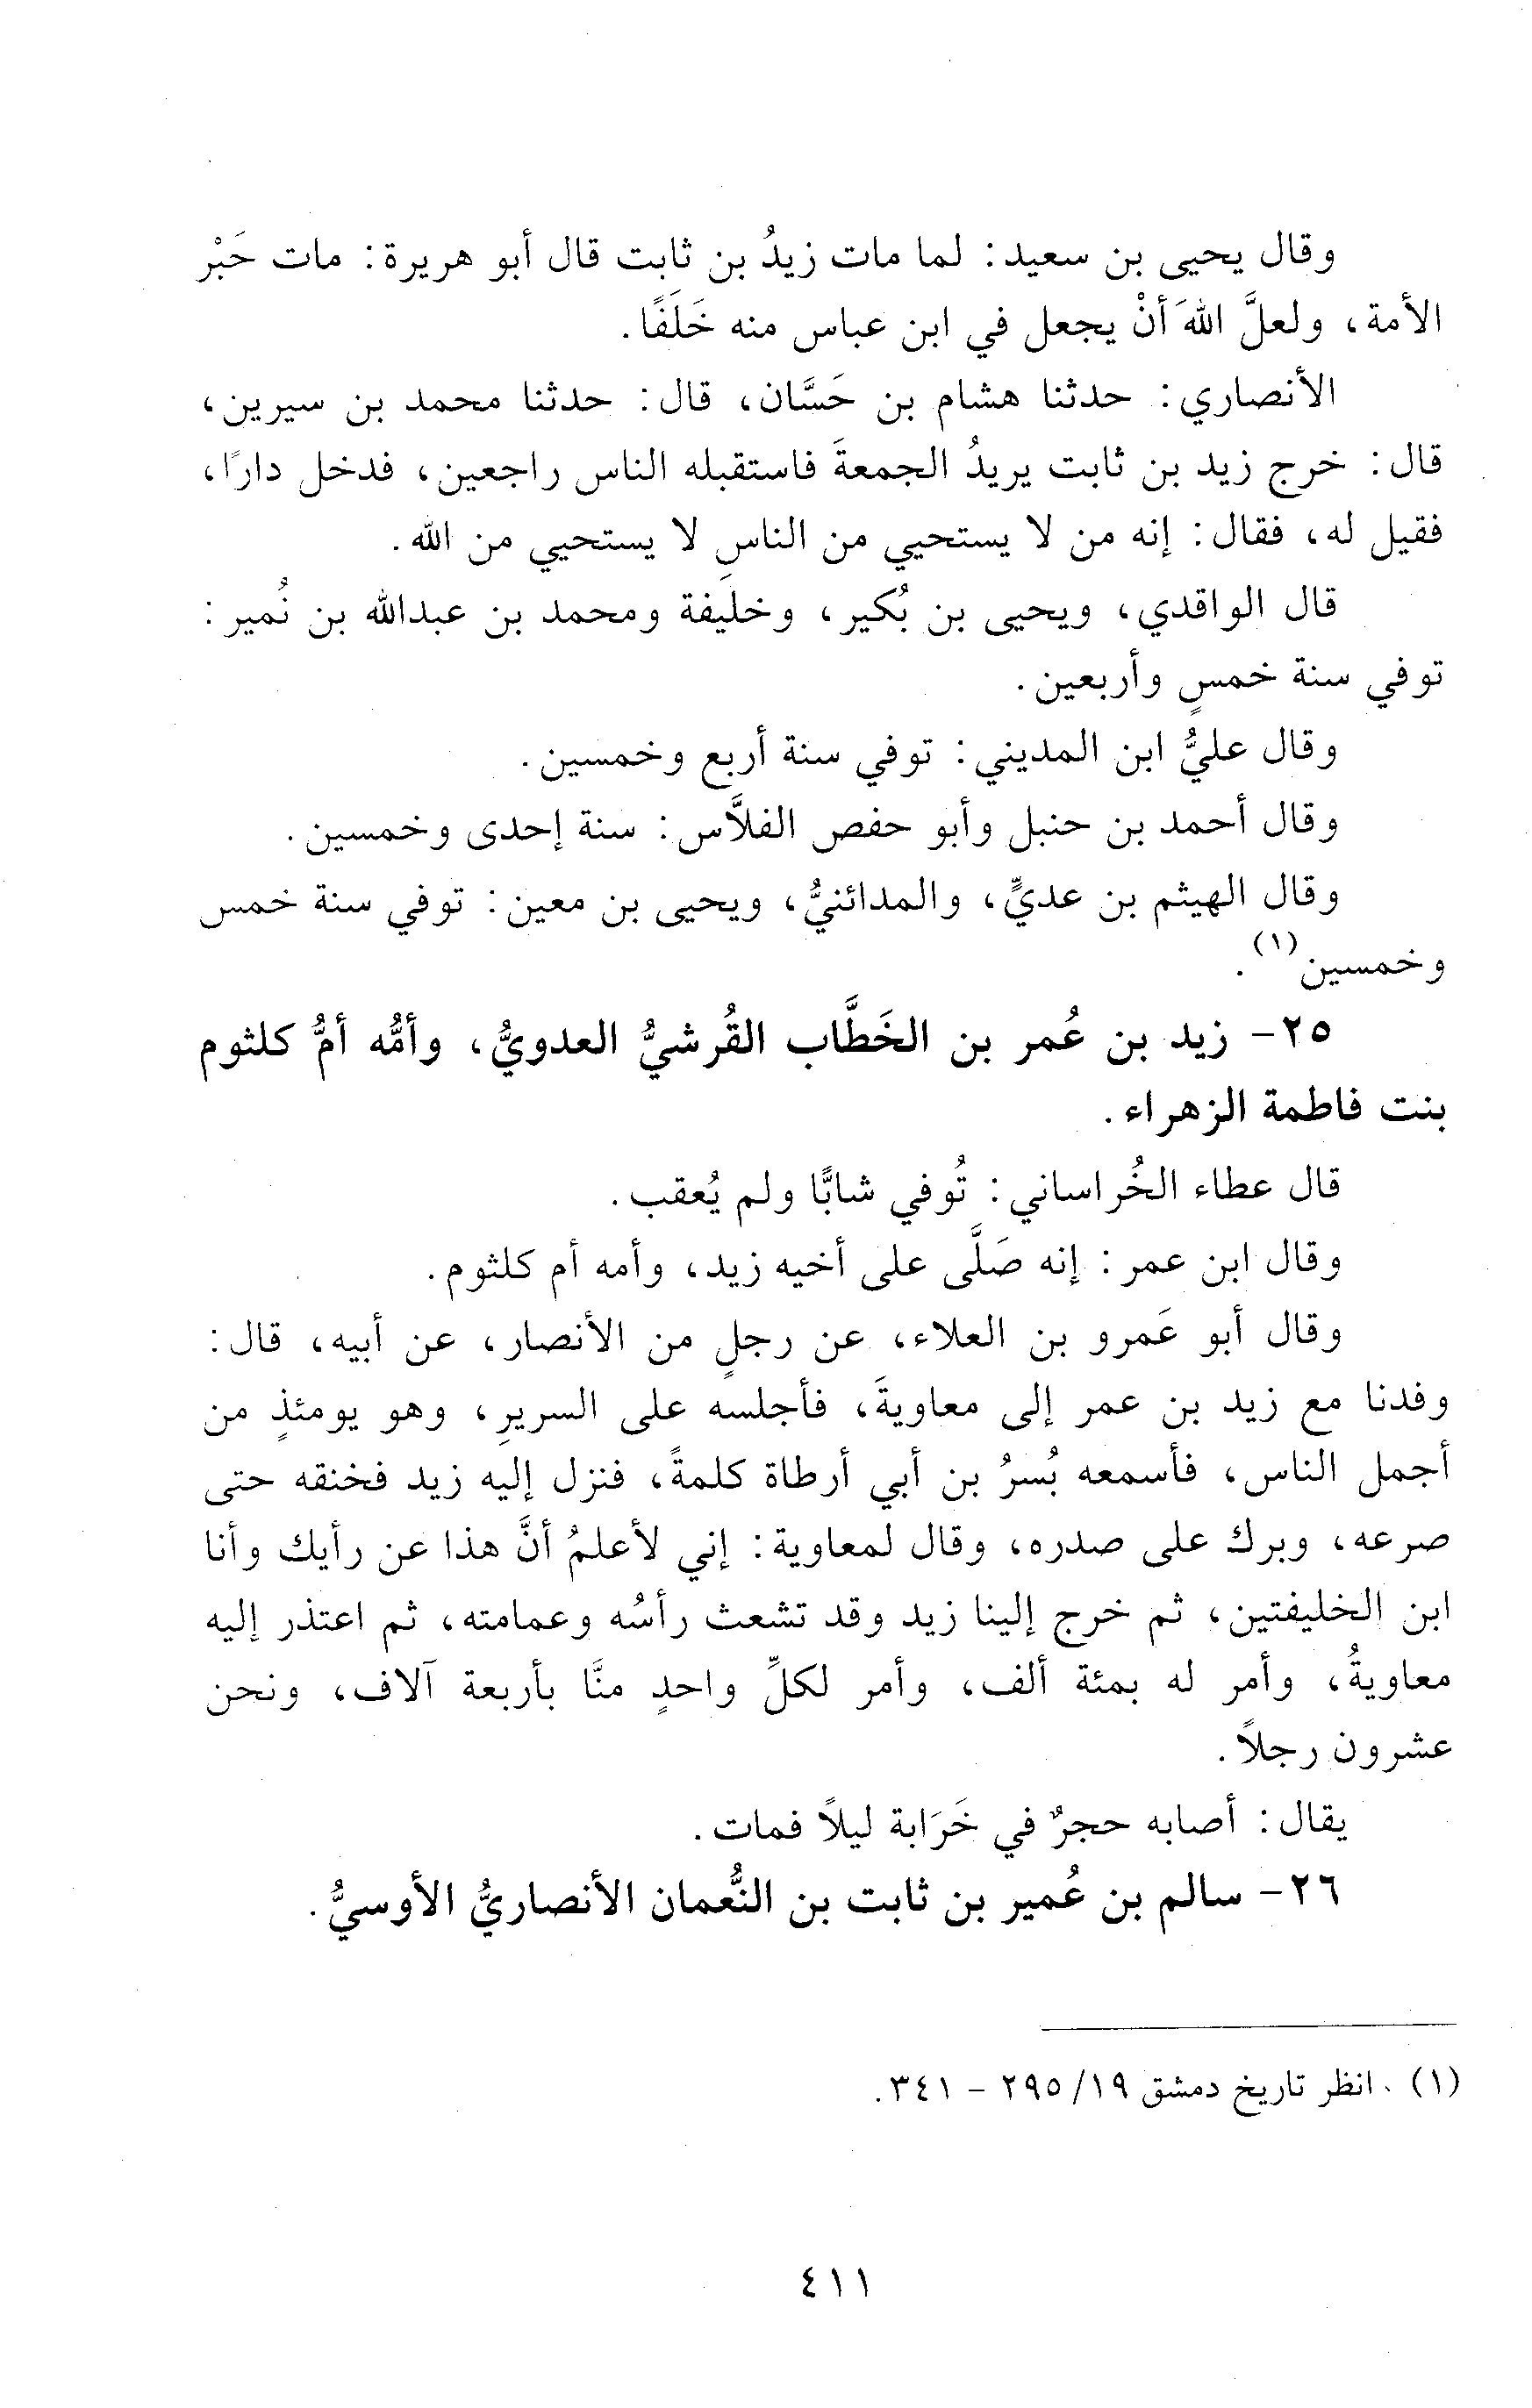 وقال يحيى بن سعيد: لما مات زيدُ بن ثابت قال أبو هريرة: مات حَبْر
الأمة، ولعلَّ اللهَ أنْ يجعل في ابن عباس منه خَلَفًا.
الأنصاري: حدثنا هشام بن حَسَّان، قال: حدثنا محمد بن سيرين،
قال: خرج زيد بن ثابت يريدُ الجمعةَ فاستقبله الناس راجعين، فدخل دارًا،
فقيل له، فقال: إنه من لا يستحيي من الناسِ لا يستحيي من الله.
قال الواقدي، ويحيى بن بُكير، وخليفة ومحمد بن عبدالله بن نُمير:
توفي سنة خمسٍ وأربعين.
وقال عليُّ ابن المديني: توفي سنة أربع وخمسين.
وقال أحمد بن حنبل وأبو حفص الفلاَّس: سنة إحدى وخمسين.
وقال الهيثم بن عديٍّ، والمدائنيُّ، ويحيى بن معين: توفي سنة خمس
وخمسين(١).
٢٥- زيد بن عُمر بن الخَطَّاب القُرشيُّ العدويُّ، وأمُّه أمُّ كلثوم
بنت فاطمة الزهراء.
قال عطاء الخُراساني: تُوفي شابًّا ولم يُعقب.
وقال ابن عمر: إنه صَلَّى على أخيه زيد، وأمه أم كلثوم.
وقال أبو عَمرو بن العلاء، عن رجلٍ من الأنصار، عن أبيه، قال:
وفدنا مع زيد بن عمر إلى معاويةَ، فأجلسه على السريرِ، وهو يومئذٍ من
أجمل الناس، فأسمعه بُسرُ بن أبي أرطاة كلمةً، فنزل إليه زيد فخنقه حتى
صرعه، وبرك على صدره، وقال لمعاوية: إني لأعلمُ أنَّ هذا عن رأيك وأنا
ابن الخليفتين، ثم خرج إلينا زيد وقد تشعث رأسُه وعمامته، ثم اعتذر إليه
معاويةُ، وأمر له بمئة ألف، وأمر لكلِّ واحدٍ منَّا بأربعة آلاف، ونحن
عشرون رجلاً.
يقال: أصابه حجرٌ في خَرَابة ليلاً فمات.
٢٦- سالم بن عُمير بن ثابت بن النُّعمان الأنصاريُّ الأوسيُّ.
(١) انظر تاريخ دمشق ١٩/ ٢٩٥ - ٣٤١.
٤١١